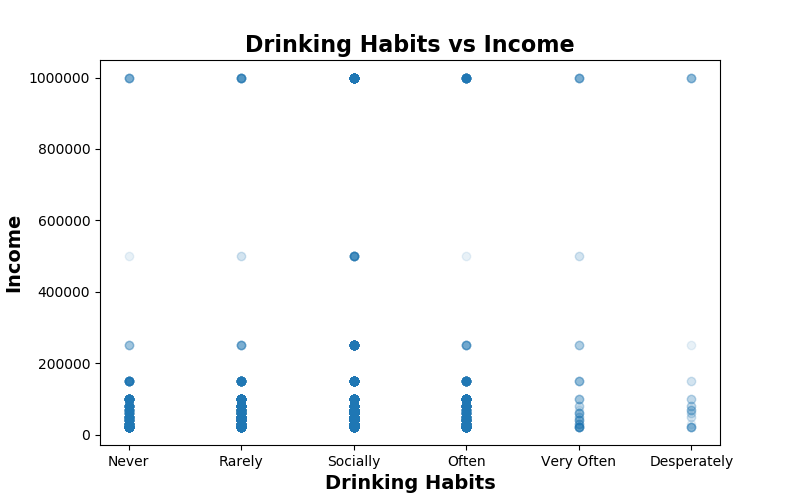 Drinking Habits vs Income
1000000
800000
600000
400000
200000
0
Income
Never Rarely Socially Often Very Often Desperately
Drinking Habits